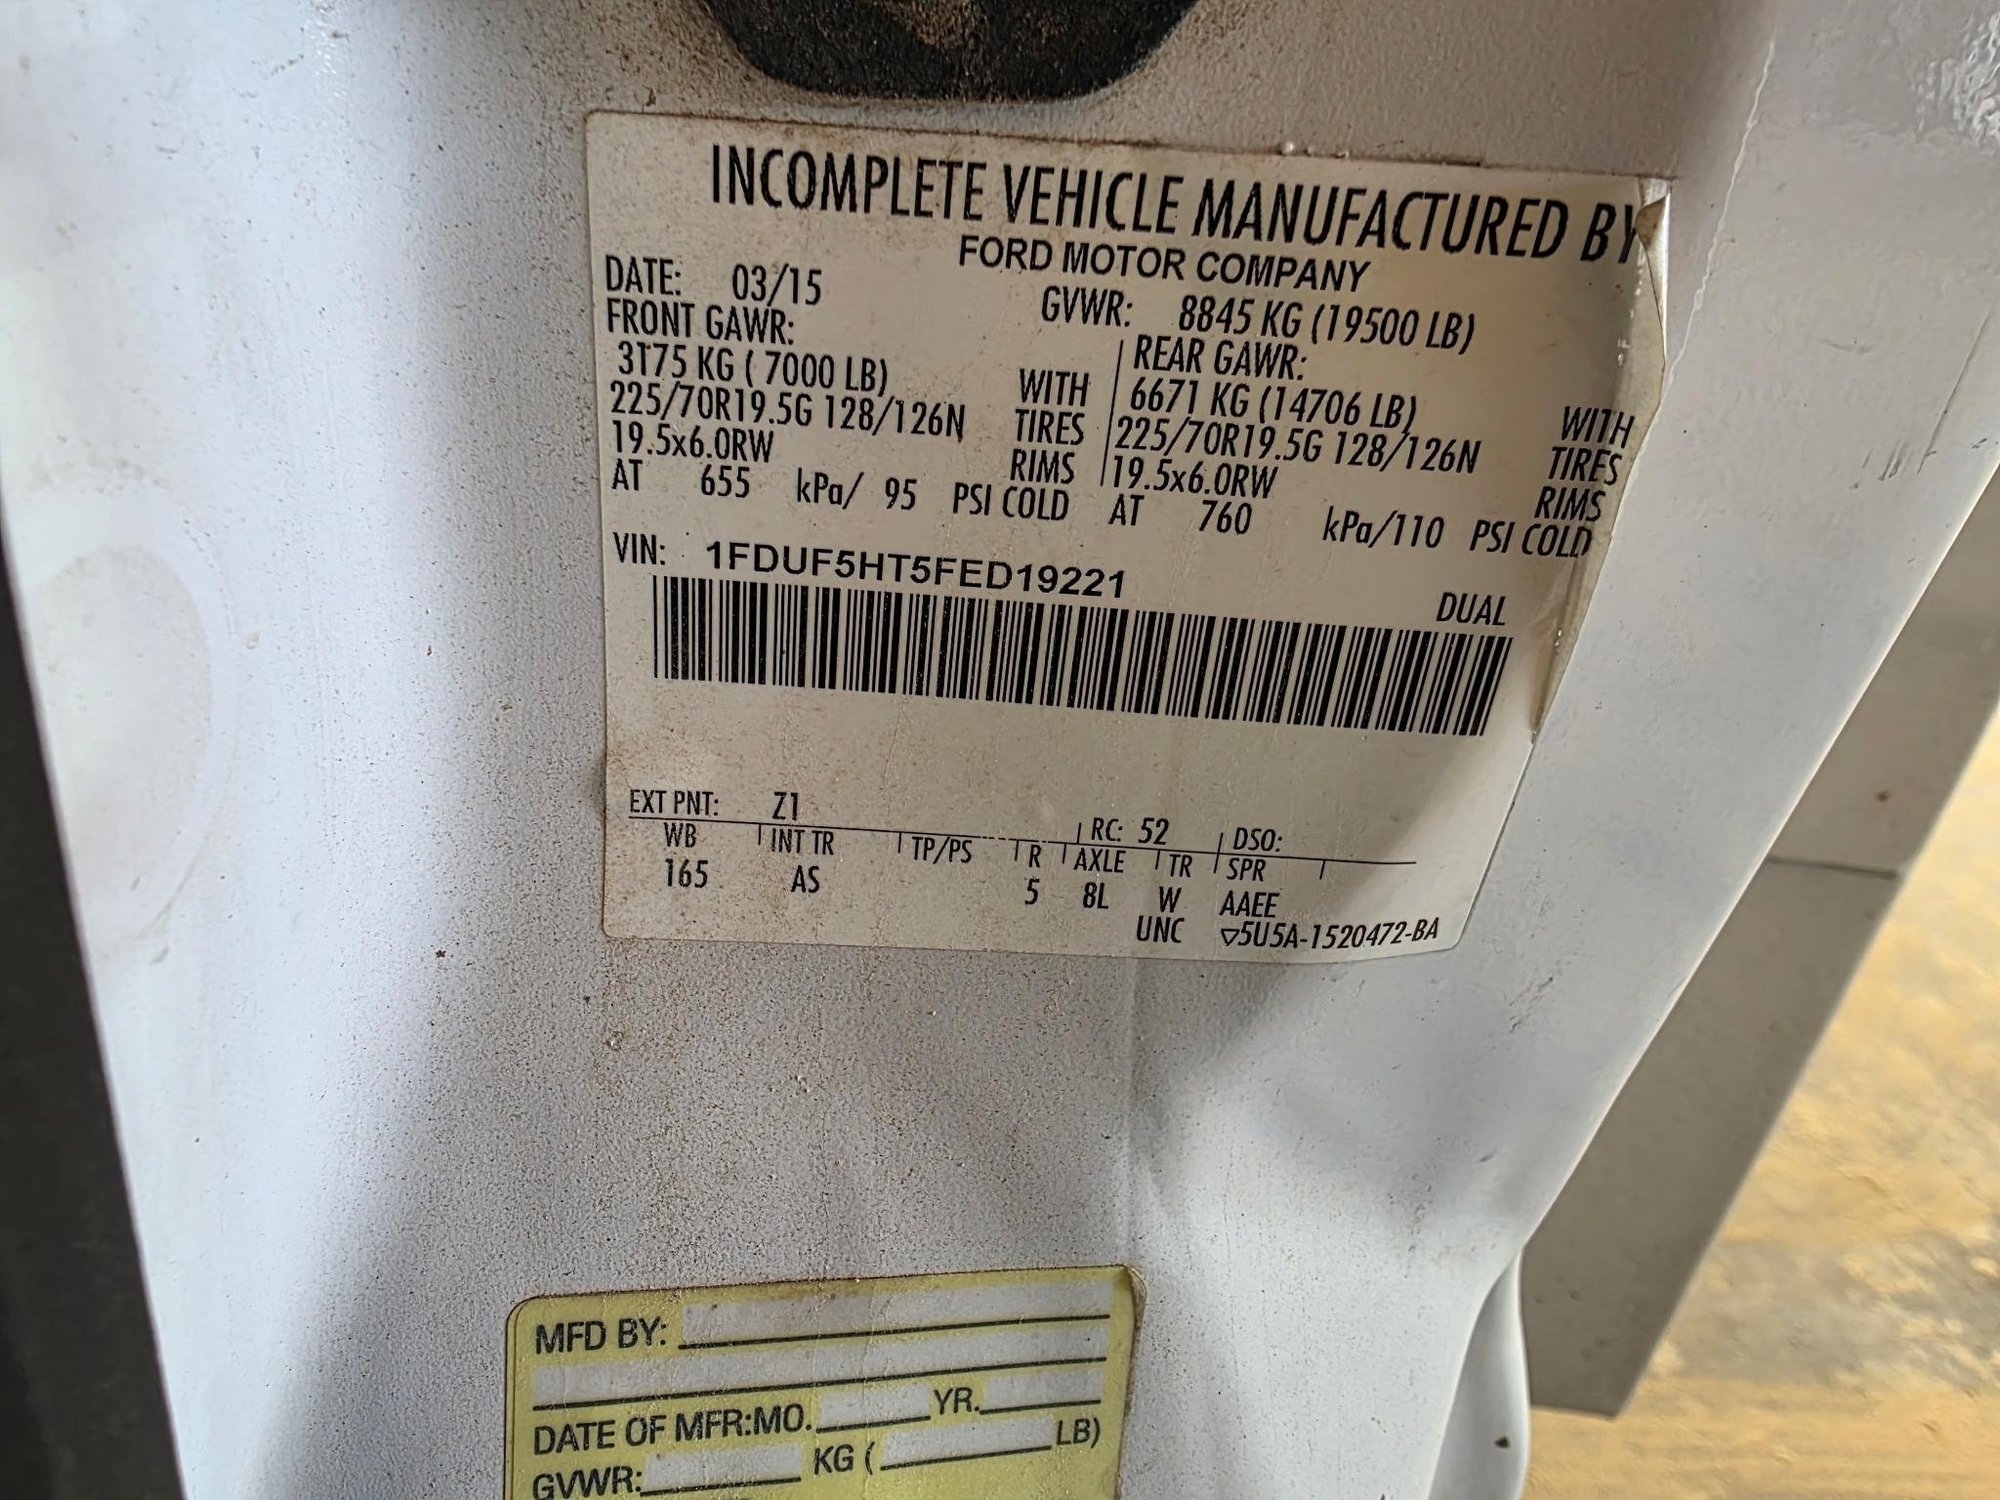 INCOMPLETE VEHICLE MANUFACTURED BY
FORD MOTOR COMPANY
DATE: 03/15 GVWR: 8845 KG (19500 LB)
FRONT GAWR: REAR GAWR:
3175 KG ( 7000 LB) WITH 6671 KG (14706 LB) WITH
225/70R19.5G 128/126N TIRES 225/70R19.5G 128/126N TIRES
19.5x6.0RW RIMS 19.5x6.0RW RIMS
AT 655 kPa/ 95 PSI COLD AT 760 kPa/110 PSI COLD
VIN: 1FDUF5HT5FED19221
DUAL
EXT PNT: Z1 RC: 52 DSO:
WB INT TR TP/PS R AXLE TR SPR
165 AS 5 8L W AAEE
UNC ▽5U5A-1520472-BA
MFD BY:
DATE OF MFR:MO. YR.
GVWR: KG ( LB)